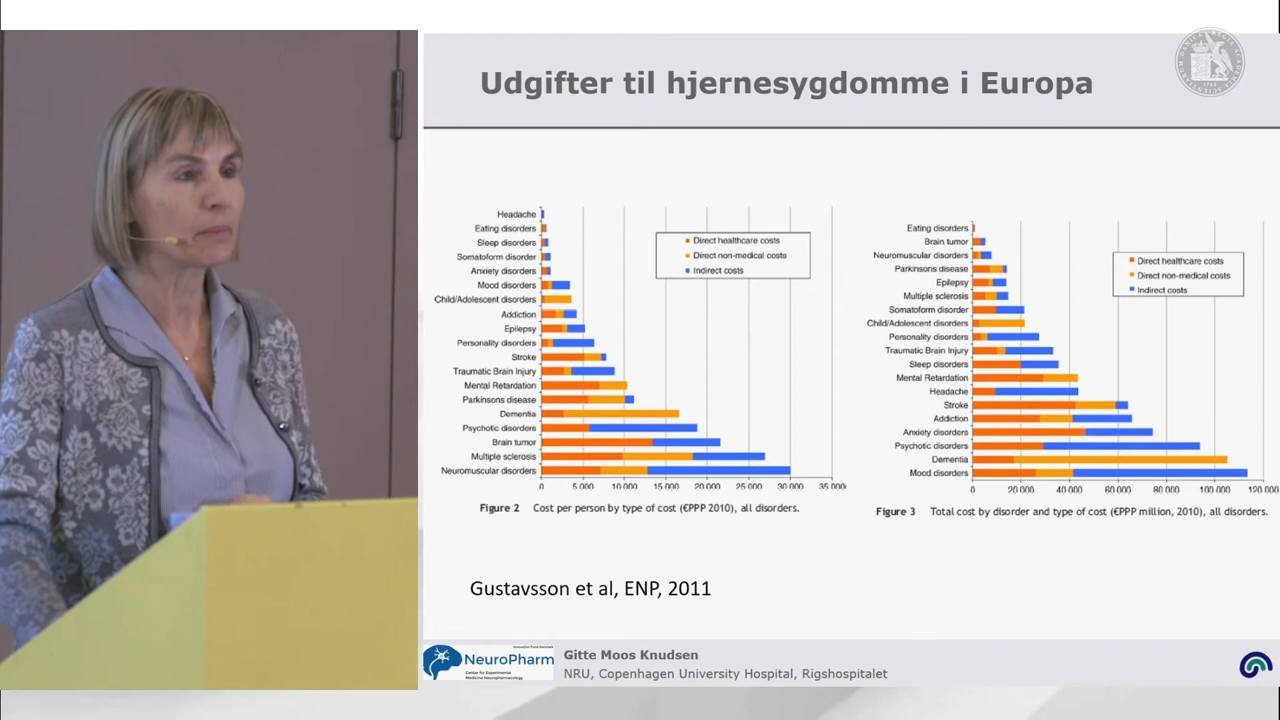 Udgifter til hjernesygdomme i Europa
Headache
Eating disorders
Sleep disorders
Somatoform disorder
Anxiety disorders
Mood disorders
Child/Adolescent disorders
Addiction
Epilepsy
Personality disorders
Stroke
Traumatic Brain Injury
Mental Retardation
Parkinsons disease
Dementia
Psychotic disorders
Brain tumor
Multiple sclerosis
Neuromuscular disorders
0 5 000 10 000 15 000 20 000 25 000 30 000 35 000
Direct healthcare costs
Direct non-medical costs
Indirect costs
Figure 2 Cost per person by type of cost (€PPP 2010), all disorders.
Eating disorders
Brain tumor
Neuromuscular disorders
Parkinsons disease
Epilepsy
Multiple sclerosis
Somatoform disorder
Child/Adolescent disorders
Personality disorders
Traumatic Brain Injury
Sleep disorders
Mental Retardation
Headache
Stroke
Addiction
Anxiety disorders
Psychotic disorders
Dementia
Mood disorders
0 20 000 40 000 60 000 80 000 100 000 120 000
Direct healthcare costs
Direct non-medical costs
Indirect costs
Figure 3 Total cost by disorder and type of cost (€PPP million, 2010), all disorders.
Gustavsson et al, ENP, 2011
NeuroPharm
Center for Experimental
Medicine Neuropharmacology
Gitte Moos Knudsen
NRU, Copenhagen University Hospital, Rigshospitalet